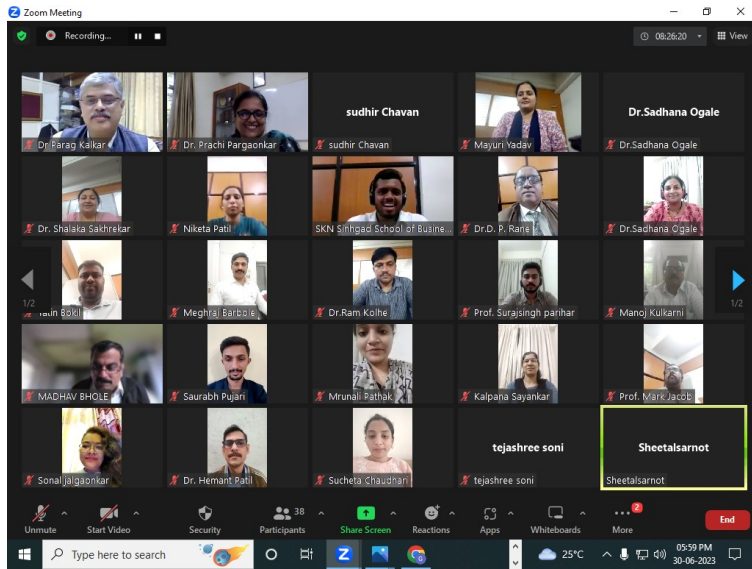 Zoom Meeting
Recording...
08:26:20
View
Dr Parag Kalkar
Dr. Prachi Pargaonkar
sudhir Chavan
sudhir Chavan
Mayuri Yadav
Dr.Sadhana Ogale
Dr.Sadhana Ogale
Dr. Shalaka Sakhrekar
Niketa Patil
SKN Sinhgad School of Busine...
Dr.D. P. Rane
Dr.Sadhana Ogale
1/2
Bokil
Meghraj Barbole
Dr.Ram Kolhe
Prof. Surajsingh parihar
Manoj Kulkarni
1/2
MADHAV BHOLE
Saurabh Pujari
Mrunali Pathak
Kalpana Sayankar
Prof. Mark Jacob
Sonal jalgaonkar
Dr. Hemant Patil
Sucheta Chaudhari
tejashree soni
tejashree soni
Sheetalsarnot
Sheetalsarnot
Unmute
Start Video
Security
38
Participants
Share Screen
Reactions
Apps
Whiteboards
2
More
End
Type here to search
25°C
05:59 PM
30-06-2023